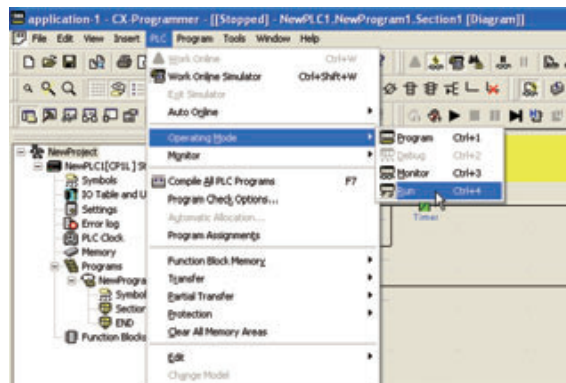 application-1 - CX-Programmer - [[Stopped] - NewPLC1.NewProgram1.Section1 [Diagram]]
File Edit View Insert PLC Program Tools Window Help
Work Online Ctrl+W
Work Online Simulator Ctrl+Shift+W
Exit Simulator
Auto Online
Operating Mode
Program Ctrl+1
Debug Ctrl+2
Monitor Ctrl+3
Run Ctrl+4
Monitor
Compile All PLC Programs F7
Program Check Options...
Automatic Allocation...
Program Assignments
Function Block Memory
Transfer
Partial Transfer
Protection
Clear All Memory Areas
Edit
Change Model
NewProject
NewPLC1[CP1L] St
Symbols
IO Table and U
Settings
Error log
PLC Clock
Memory
Programs
NewProgra
Symbol
Section
END
Function Blocks
Timer